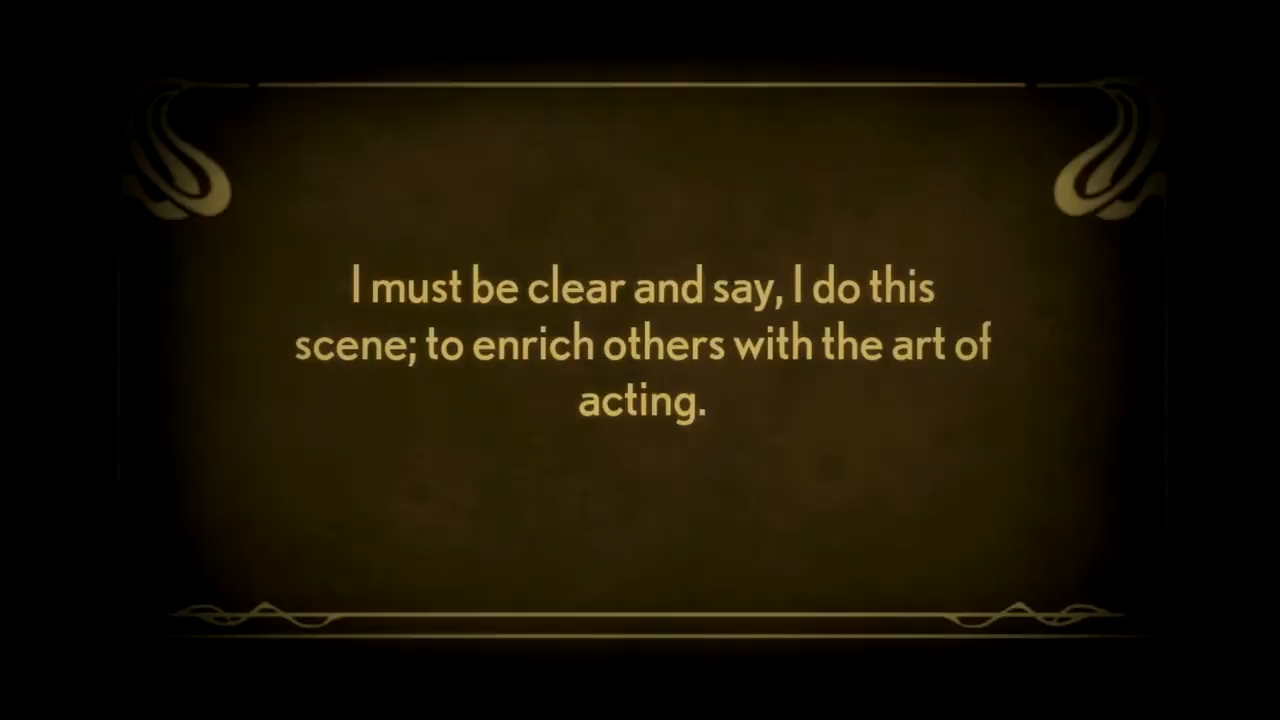 I must be clear and say, I do this
scene; to enrich others with the art of
acting.